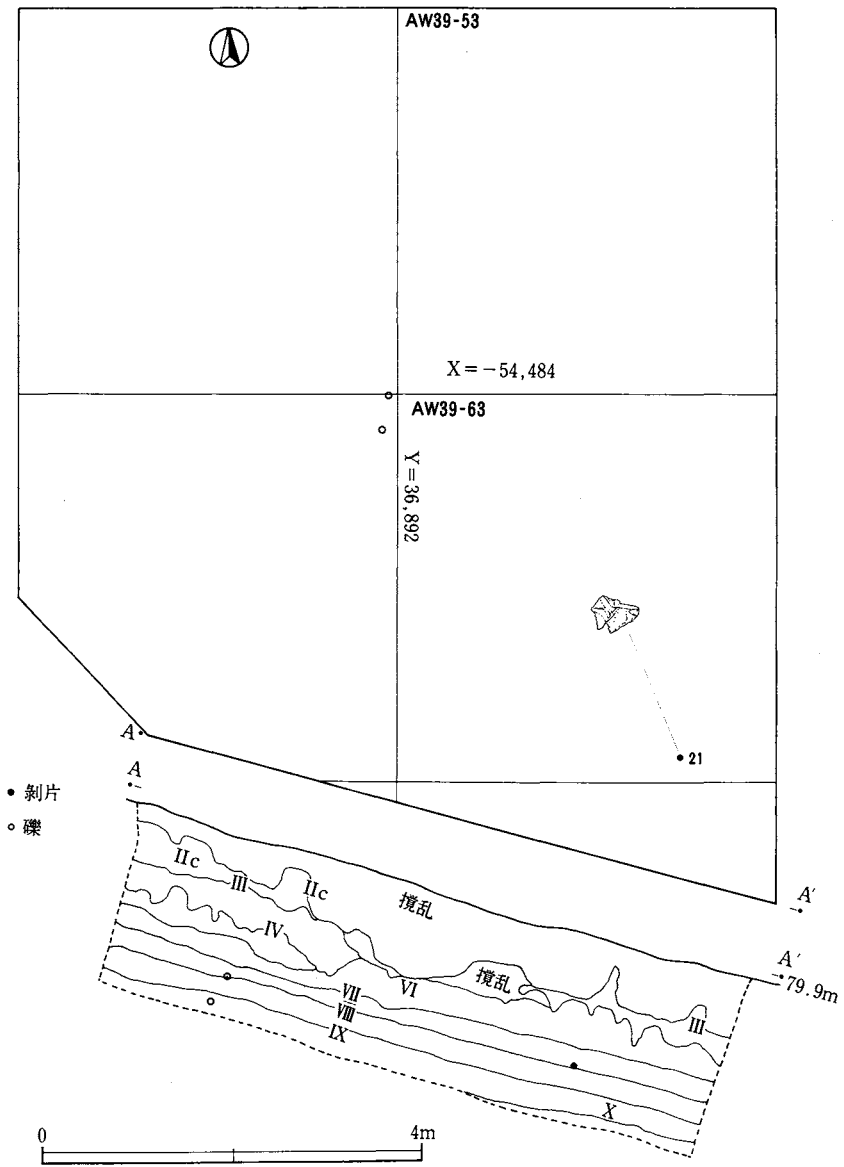 AW39-53
X=-54,484
AW39-63
Y=36,892
21
A
A
剝片
礫
A′
A′
79.9m
IIc
III
IIc
攪乱
IV
攪乱
VI
VII
VIII
III
IX
X
0
4m